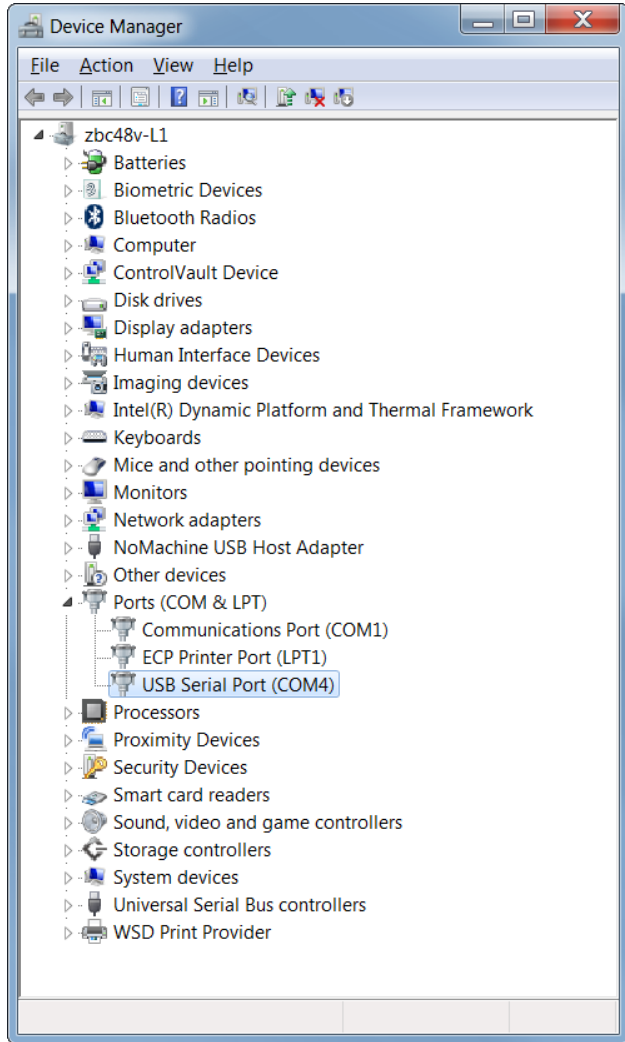 Device Manager
File Action View Help
zbc48v-L1
Batteries
Biometric Devices
Bluetooth Radios
Computer
ControlVault Device
Disk drives
Display adapters
Human Interface Devices
Imaging devices
Intel(R) Dynamic Platform and Thermal Framework
Keyboards
Mice and other pointing devices
Monitors
Network adapters
NoMachine USB Host Adapter
Other devices
Ports (COM & LPT)
Communications Port (COM1)
ECP Printer Port (LPT1)
USB Serial Port (COM4)
Processors
Proximity Devices
Security Devices
Smart card readers
Sound, video and game controllers
Storage controllers
System devices
Universal Serial Bus controllers
WSD Print Provider